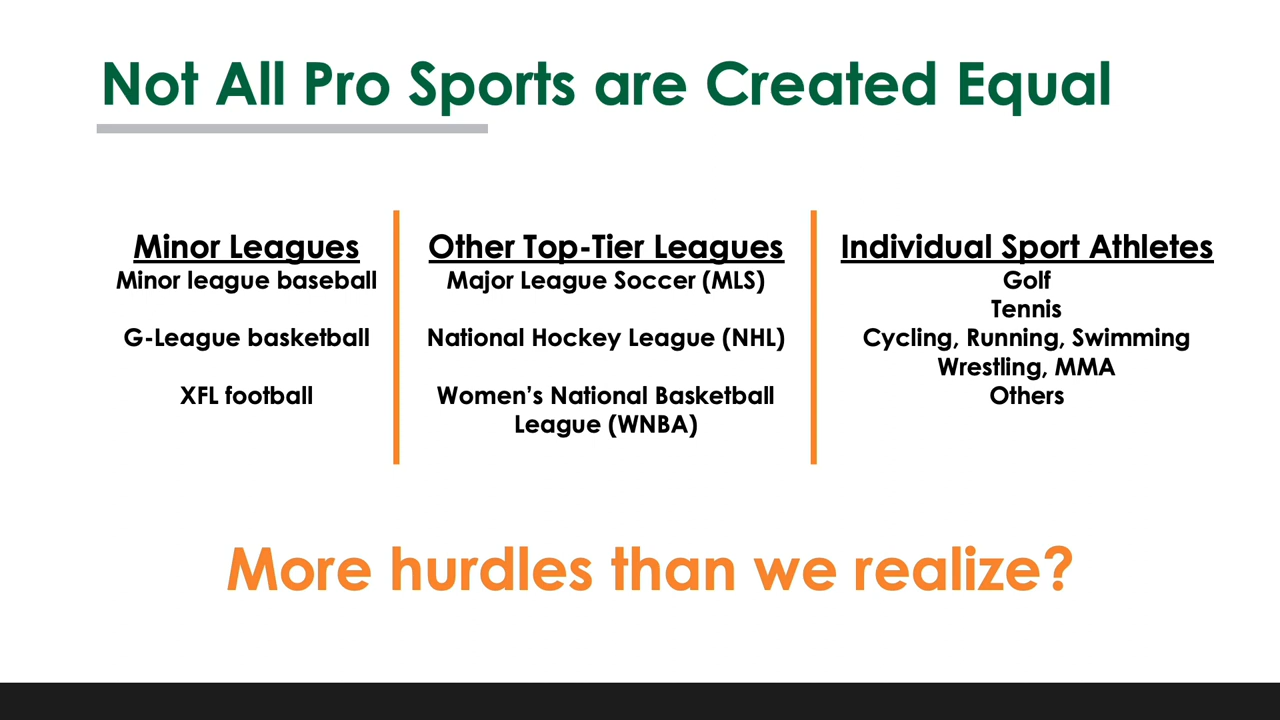 Not All Pro Sports are Created Equal
Minor Leagues
Minor league baseball
G-League basketball
XFL football
Other Top-Tier Leagues
Major League Soccer (MLS)
National Hockey League (NHL)
Women's National Basketball
League (WNBA)
Individual Sport Athletes
Golf
Tennis
Cycling, Running, Swimming
Wrestling, MMA
Others
More hurdles than we realize?